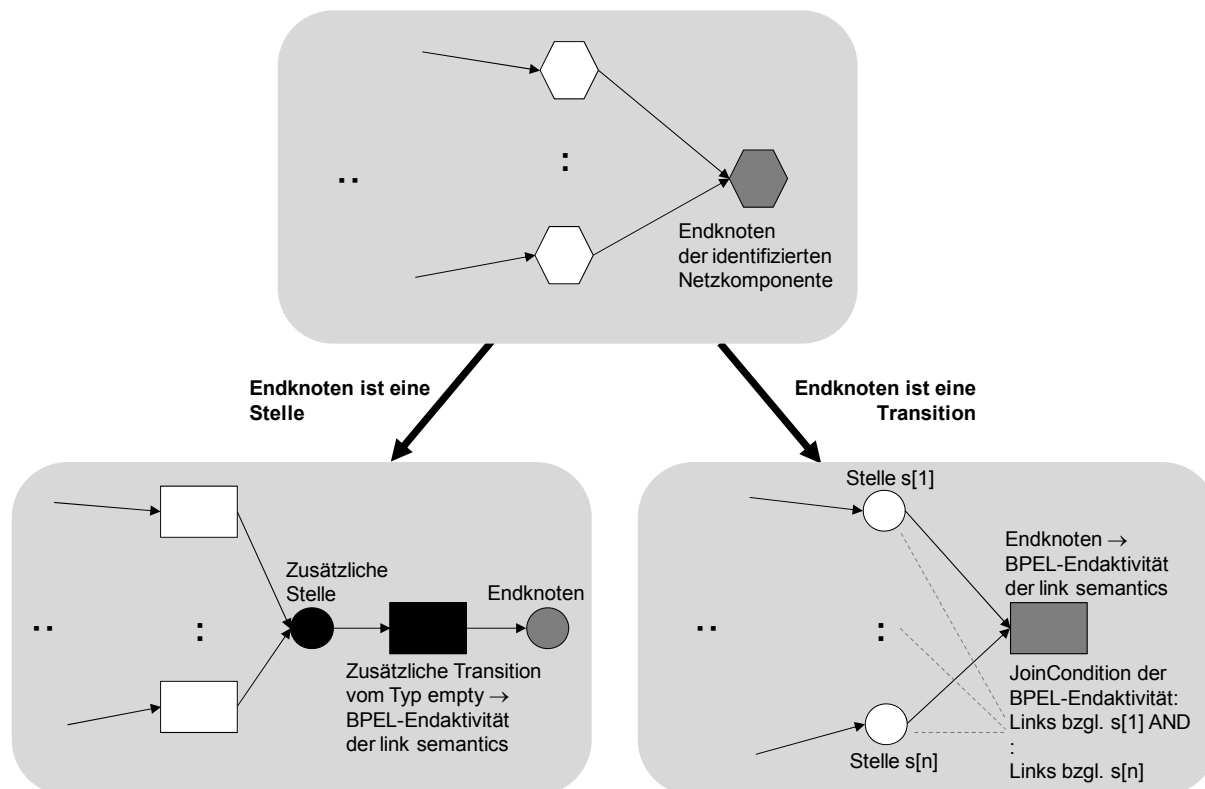 Endknoten
der identifizierten
Netzkomponente
Endknoten ist eine
Stelle
Endknoten ist eine
Transition
Zusätzliche
Stelle
Endknoten
Zusätzliche Transition
vom Typ empty →
BPEL-Endaktivität
der link semantics
Stelle s[1]
Endknoten →
BPEL-Endaktivität
der link semantics
JoinCondition der
BPEL-Endaktivität:
Links bzgl. s[1] AND
:
Links bzgl. s[n]
Stelle s[n]